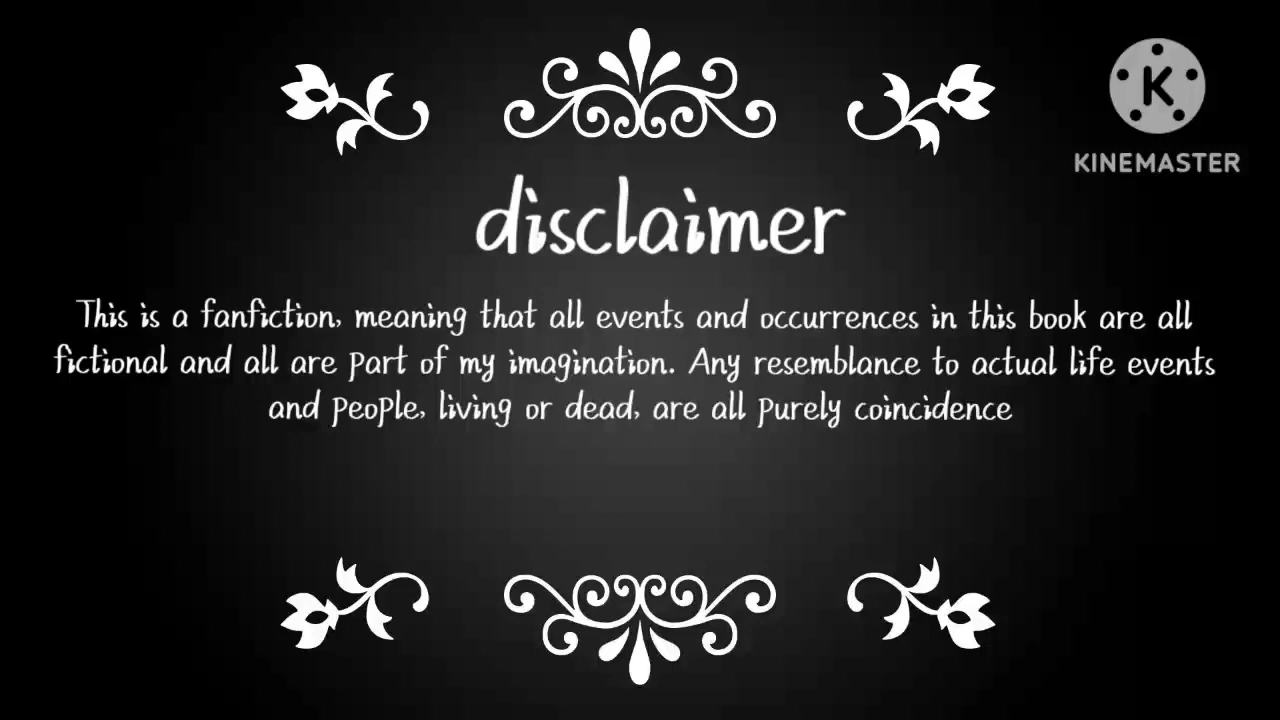 K
KINEMASTER
disclaimer
This is a fanfiction, meaning that all events and occurrences in this book are all
fictional and all are part of my imagination. Any resemblance to actual life events
and people, living or dead, are all purely coincidence